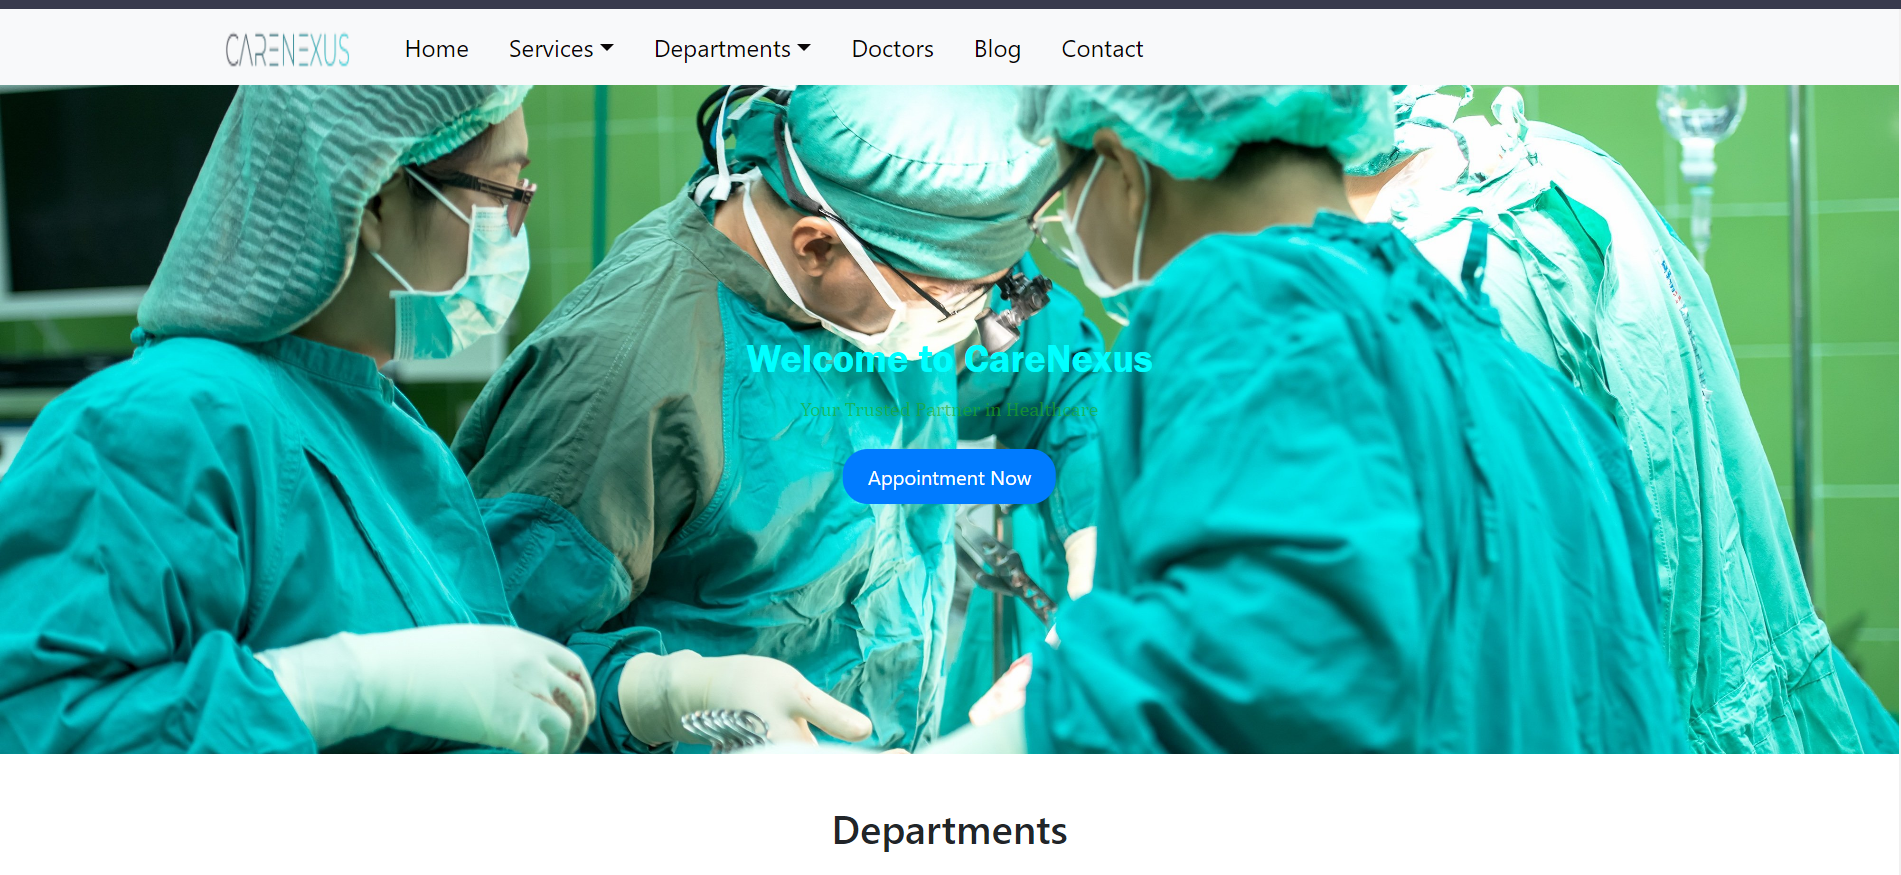 CARENEXUS
Home Services Departments Doctors Blog Contact
Welcome to CareNexus
Your Trusted Partner in Healthcare
Appointment Now
Departments